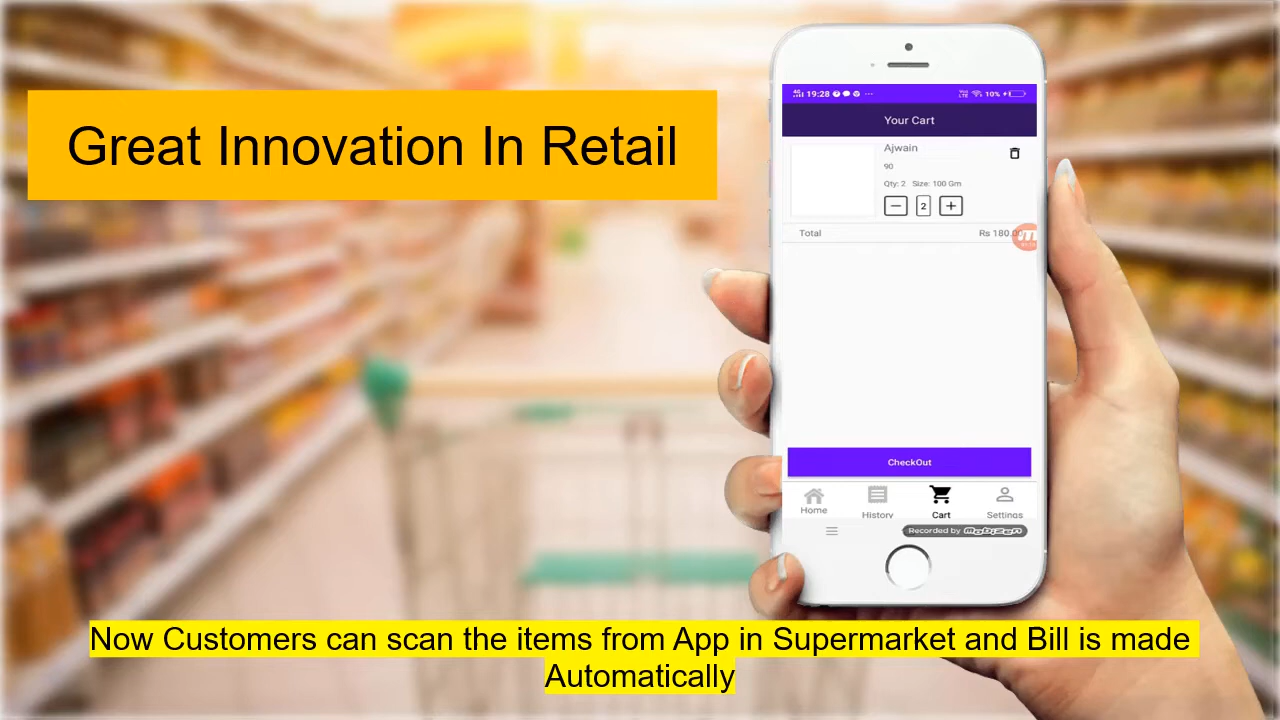 Great Innovation In Retail
19:28
10%
Your Cart
Ajwain
90
Qty: 2 Size: 100 Gm
2
Total Rs 180.
CheckOut
Home History Cart Settings
Recorded by mobizen
Now Customers can scan the items from App in Supermarket and Bill is made
Automatically